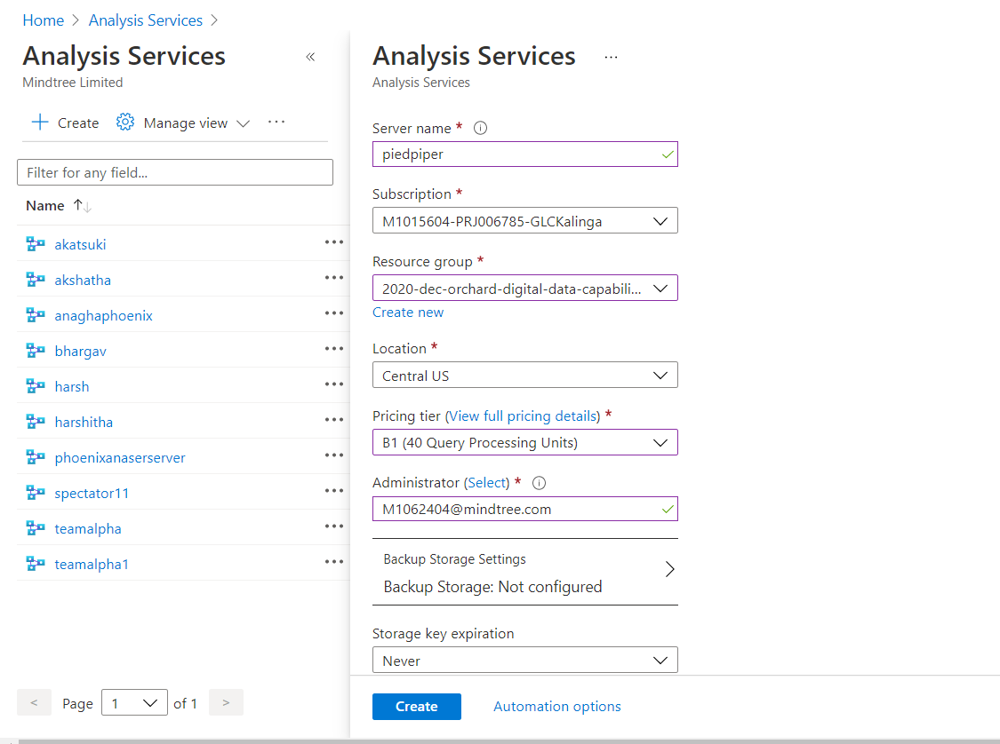 Home > Analysis Services >
Analysis Services
«
Mindtree Limited
+ Create Manage view ...
Filter for any field...
Name ↑↓
akatsuki ...
akshatha ...
anaghaphoenix ...
bhargav ...
harsh ...
harshitha ...
phoenixanaserserver ...
spectator11 ...
teamalpha ...
teamalpha1 ...
< Page 1 of 1 >
Analysis Services ...
Analysis Services
Server name *
piedpiper
Subscription *
M1015604-PRJ006785-GLCKalinga
Resource group *
2020-dec-orchard-digital-data-capabili...
Create new
Location *
Central US
Pricing tier (View full pricing details) *
B1 (40 Query Processing Units)
Administrator (Select) *
M1062404@mindtree.com
Backup Storage Settings
Backup Storage: Not configured
Storage key expiration
Never
Create Automation options